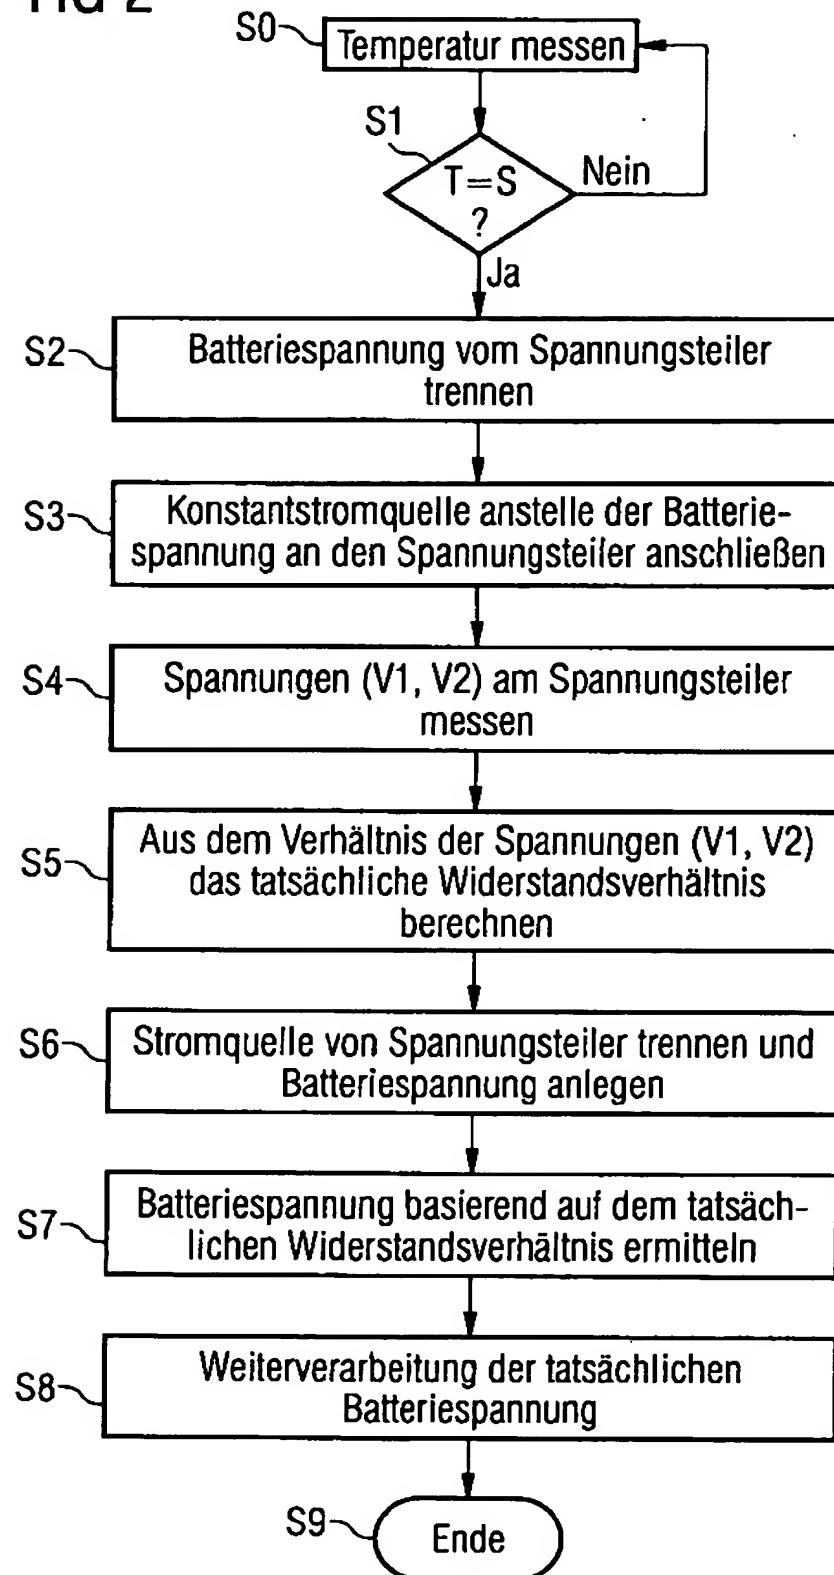 FIG 2
S0
Temperatur messen
S1
T=S
?
Nein
Ja
S2
Batteriespannung vom Spannungsteiler
trennen
S3
Konstantstromquelle anstelle der Batterie-
spannung an den Spannungsteiler anschließen
S4
Spannungen (V1, V2) am Spannungsteiler
messen
S5
Aus dem Verhältnis der Spannungen (V1, V2)
das tatsächliche Widerstandsverhältnis
berechnen
S6
Stromquelle von Spannungsteiler trennen und
Batteriespannung anlegen
S7
Batteriespannung basierend auf dem tatsäch-
lichen Widerstandsverhältnis ermitteln
S8
Weiterverarbeitung der tatsächlichen
Batteriespannung
S9
Ende